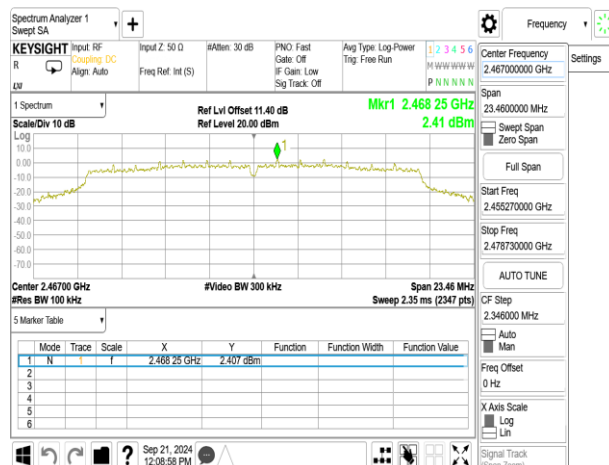 Spectrum Analyzer 1
Swept SA
+
Frequency
KEYSIGHT
R
LXI
Input: RF
Coupling: DC
Align: Auto
Input Z: 50 Ω
Freq Ref: Int (S)
#Atten: 30 dB
PNO: Fast
Gate: Off
IF Gain: Low
Sig Track: Off
Avg Type: Log-Power
Trig: Free Run
1 2 3 4 5 6
M W W W W W
P N N N N N
1 Spectrum
Scale/Div 10 dB
Ref Lvl Offset 11.40 dB
Ref Level 20.00 dBm
Mkr1 2.468 25 GHz
2.41 dBm
Log
10.0
0.00
-10.0
-20.0
-30.0
-40.0
-50.0
-60.0
-70.0
1
Center 2.46700 GHz
#Res BW 100 kHz
#Video BW 300 kHz
Span 23.46 MHz
Sweep 2.35 ms (2347 pts)
5 Marker Table
Mode Trace Scale X Y Function Function Width Function Value
1 N 1 f 2.468 25 GHz 2.407 dBm
2
3
4
5
6
?
Sep 21, 2024
12:08:58 PM
Center Frequency
2.467000000 GHz
Settings
Span
23.4600000 MHz
Swept Span
Zero Span
Full Span
Start Freq
2.455270000 GHz
Stop Freq
2.478730000 GHz
AUTO TUNE
CF Step
2.346000 MHz
Auto
Man
Freq Offset
0 Hz
X Axis Scale
Log
Lin
Signal Track
(Span Zoom)